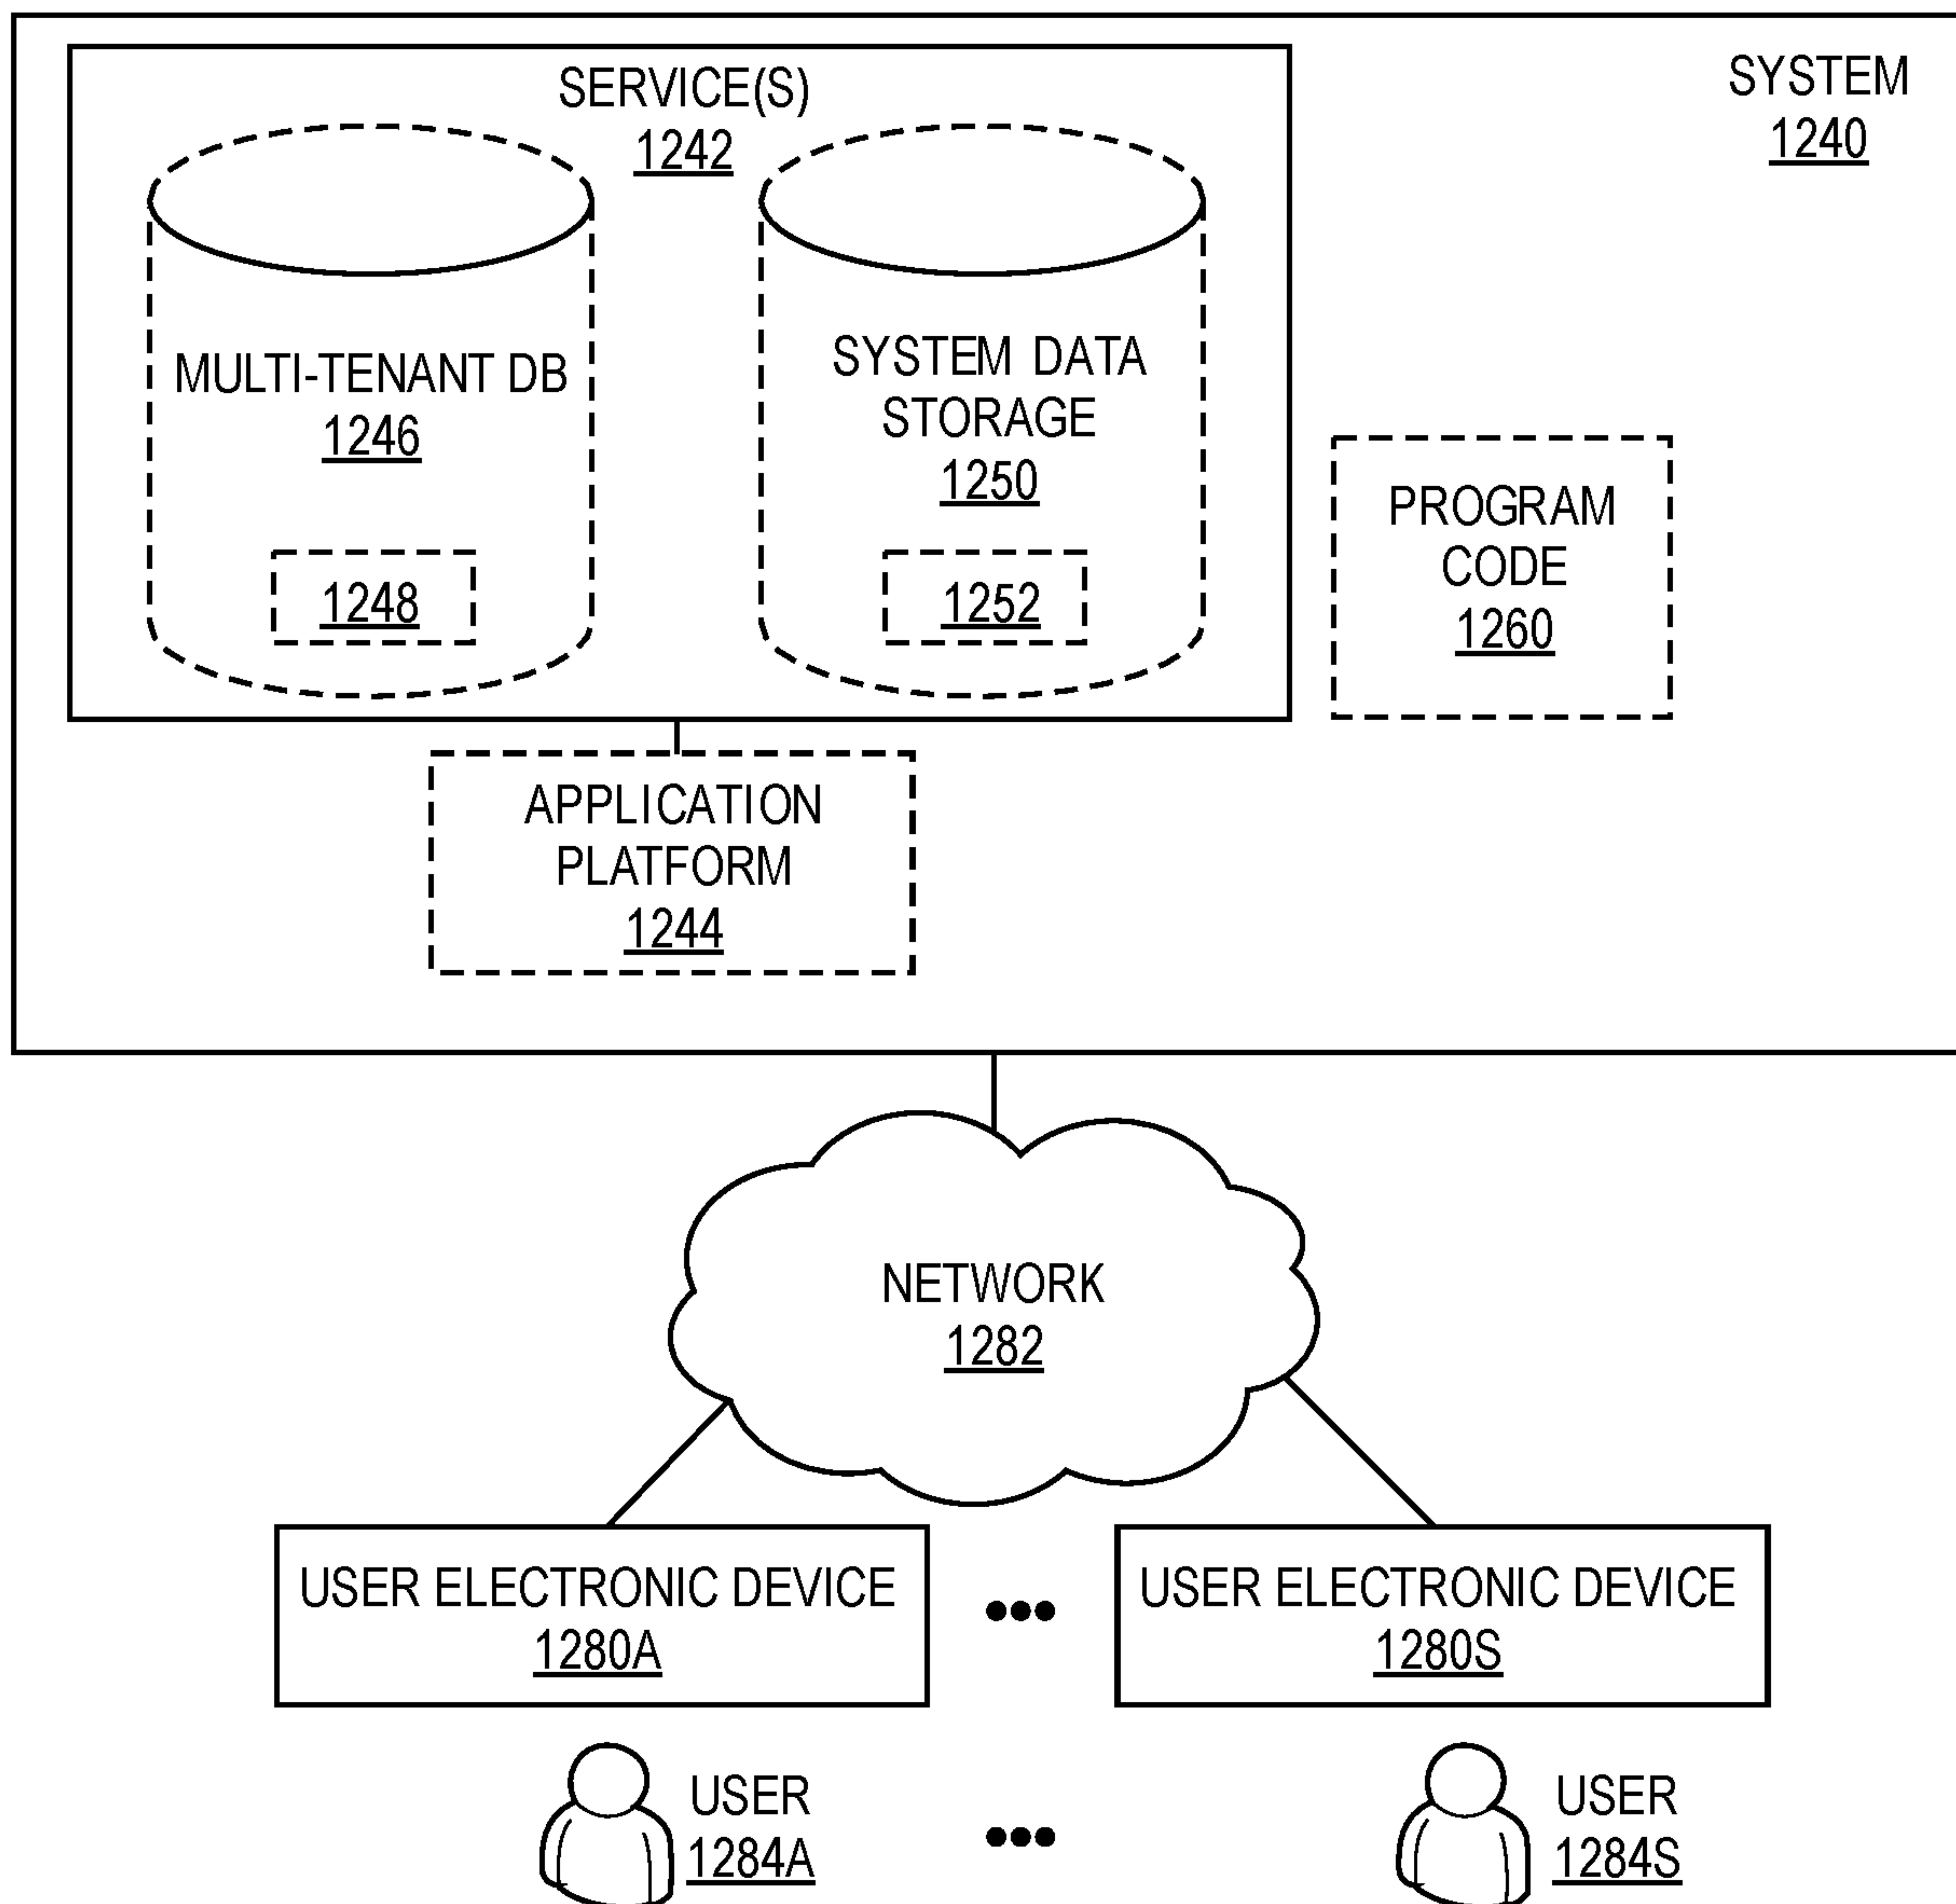 SERVICE(S)
1242
SYSTEM
1240
MULTI-TENANT DB
1246
1248
SYSTEM DATA
STORAGE
1250
1252
PROGRAM
CODE
1260
APPLICATION
PLATFORM
1244
NETWORK
1282
USER ELECTRONIC DEVICE
1280A
USER ELECTRONIC DEVICE
1280S
USER
1284A
USER
1284S